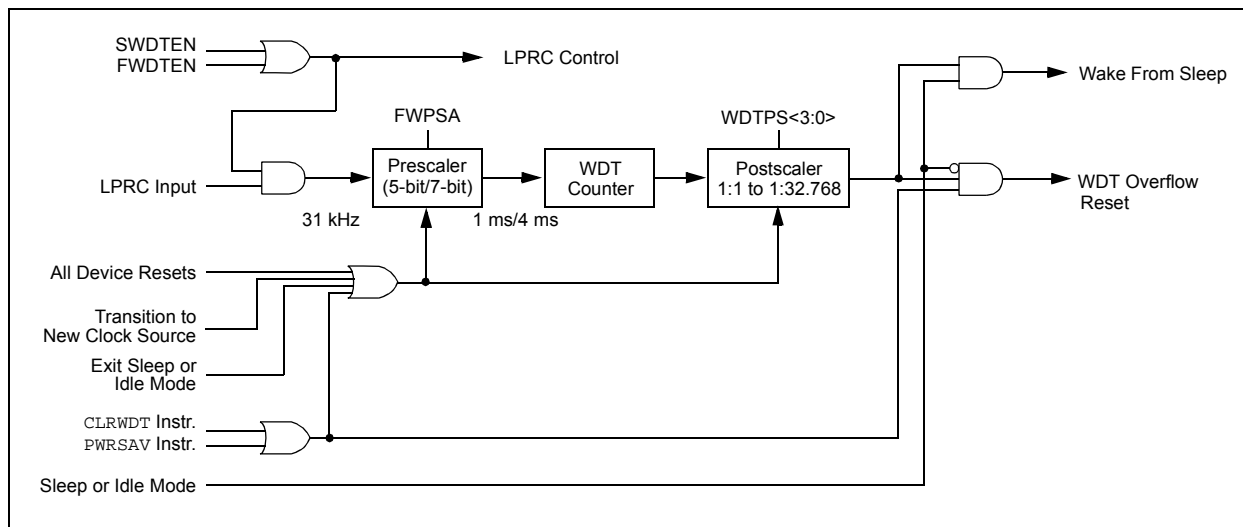 SWDTEN
FWDTEN
LPRC Control
Wake From Sleep
FWPSA
WDTPS<3:0>
Prescaler
(5-bit/7-bit)
WDT
Counter
Postscaler
1:1 to 1:32.768
LPRC Input
WDT Overflow
Reset
31 kHz
1 ms/4 ms
All Device Resets
Transition to
New Clock Source
Exit Sleep or
Idle Mode
CLRWDT Instr.
PWRSAV Instr.
Sleep or Idle Mode